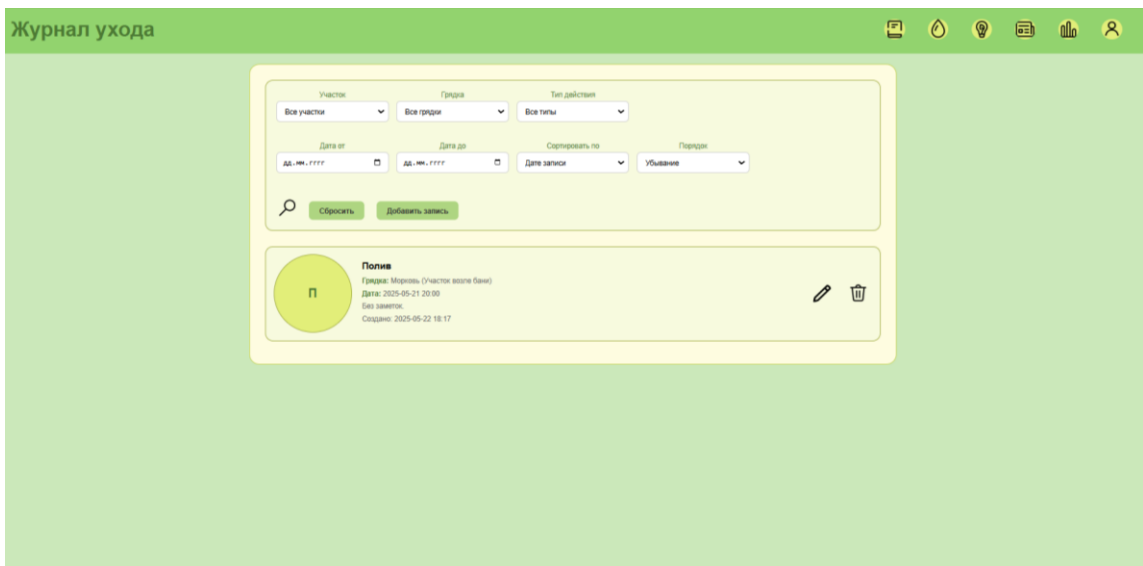 Журнал ухода
Участок Грядка Тип действия
Все участки Все грядки Все типы
Дата от Дата до Сортировать по Порядок
дд.мм.гггг дд.мм.гггг Дате записи Убывание
Сбросить Добавить запись
П
Полив
Грядка: Морковь (Участок возле бани)
Дата: 2025-05-21 20:00
Без заметок.
Создано: 2025-05-22 18:17